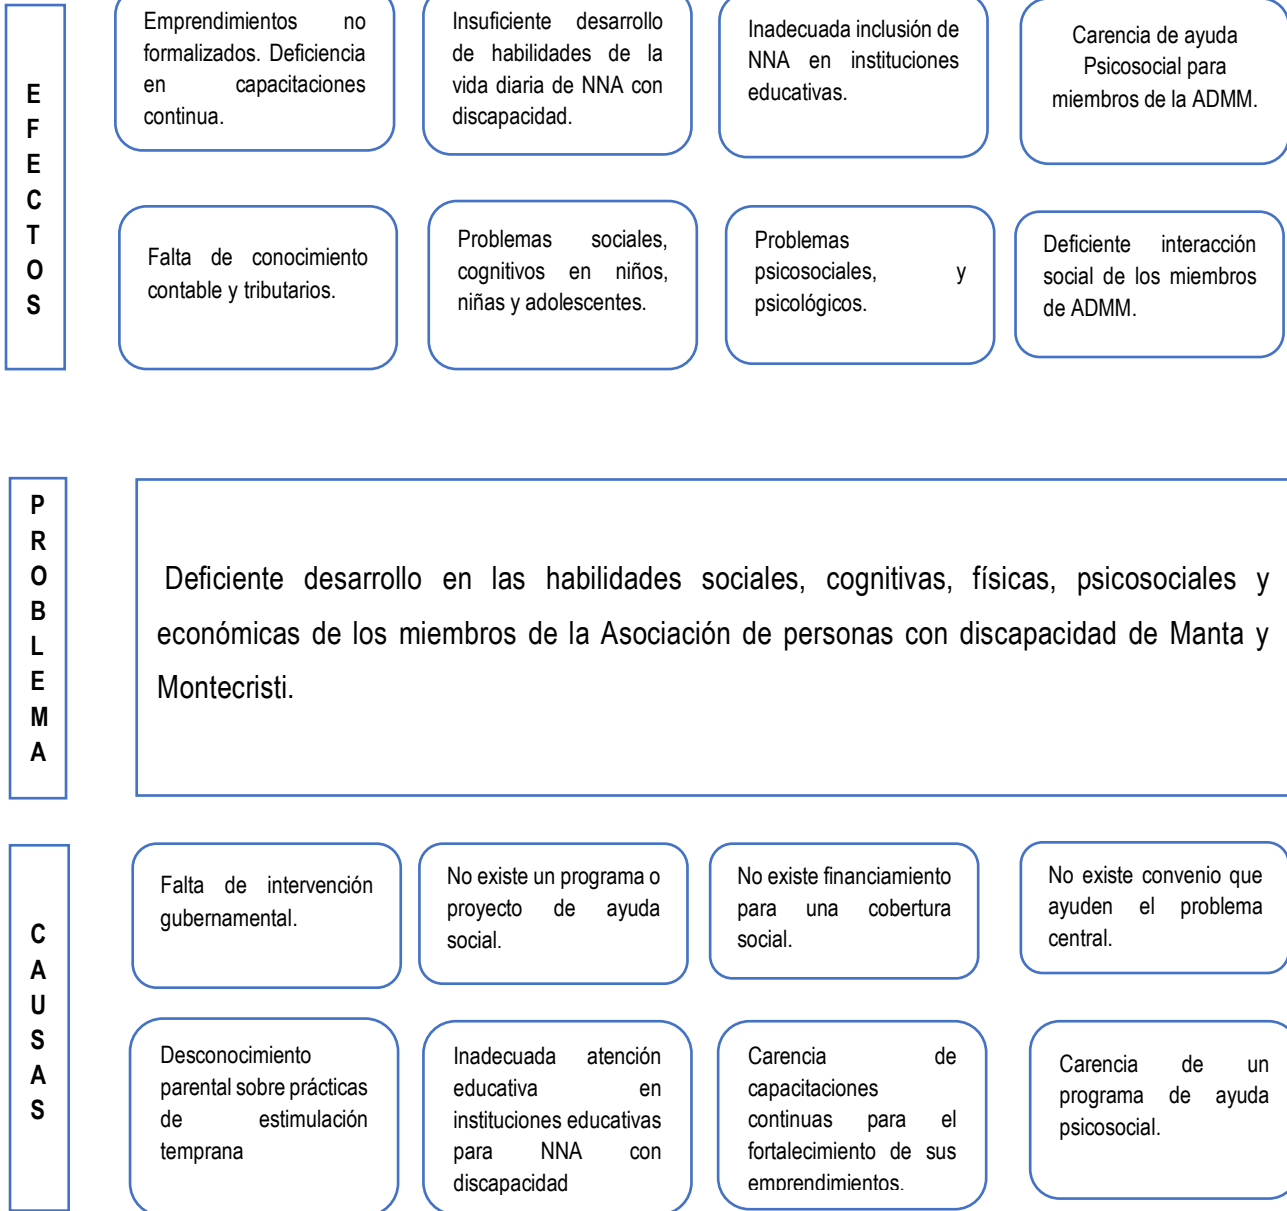 EFECTOS
Emprendimientos no
formalizados. Deficiencia
en capacitaciones
continua.
Insuficiente desarrollo
de habilidades de la
vida diaria de NNA con
discapacidad.
Inadecuada inclusión de
NNA en instituciones
educativas.
Carencia de ayuda
Psicosocial para
miembros de la ADMM.
Falta de conocimiento
contable y tributarios.
Problemas sociales,
cognitivos en niños,
niñas y adolescentes.
Problemas
psicosociales, y
psicológicos.
Deficiente interacción
social de los miembros
de ADMM.
PROBLEMA
Deficiente desarrollo en las habilidades sociales, cognitivas, físicas, psicosociales y
económicas de los miembros de la Asociación de personas con discapacidad de Manta y
Montecristi.
CAUSAS
Falta de intervención
gubernamental.
No existe un programa o
proyecto de ayuda
social.
No existe financiamiento
para una cobertura
social.
No existe convenio que
ayuden el problema
central.
Desconocimiento
parental sobre prácticas
de estimulación
temprana
Inadecuada atención
educativa en
instituciones educativas
para NNA con
discapacidad
Carencia de
capacitaciones
continuas para el
fortalecimiento de sus
emprendimientos.
Carencia de un
programa de ayuda
psicosocial.